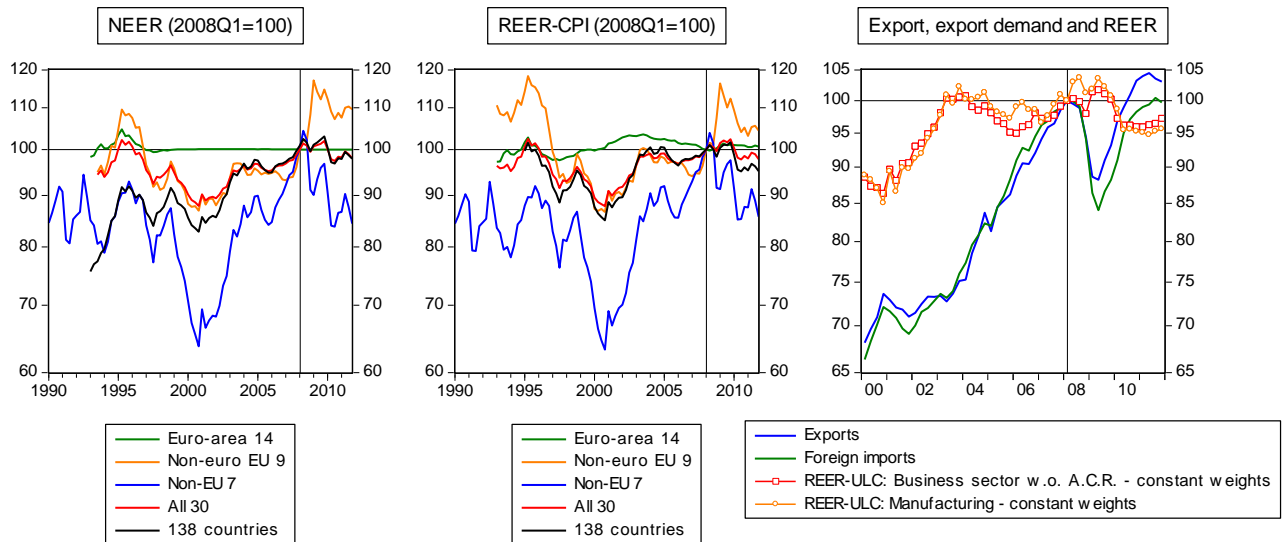 NEER (2008Q1=100)
120 120
110 110
100 100
90 90
80 80
70 70
60 60
1990 1995 2000 2005 2010
Euro-area 14
Non-euro EU 9
Non-EU 7
All 30
138 countries
REER-CPI (2008Q1=100)
120 120
110 110
100 100
90 90
80 80
70 70
60 60
1990 1995 2000 2005 2010
Euro-area 14
Non-euro EU 9
Non-EU 7
All 30
138 countries
Export, export demand and REER
105 105
100 100
95 95
90 90
85 85
80 80
75 75
70 70
65 65
00 02 04 06 08 10
Exports
Foreign imports
REER-ULC: Business sector w.o. A.C.R. - constant weights
REER-ULC: Manufacturing - constant weights